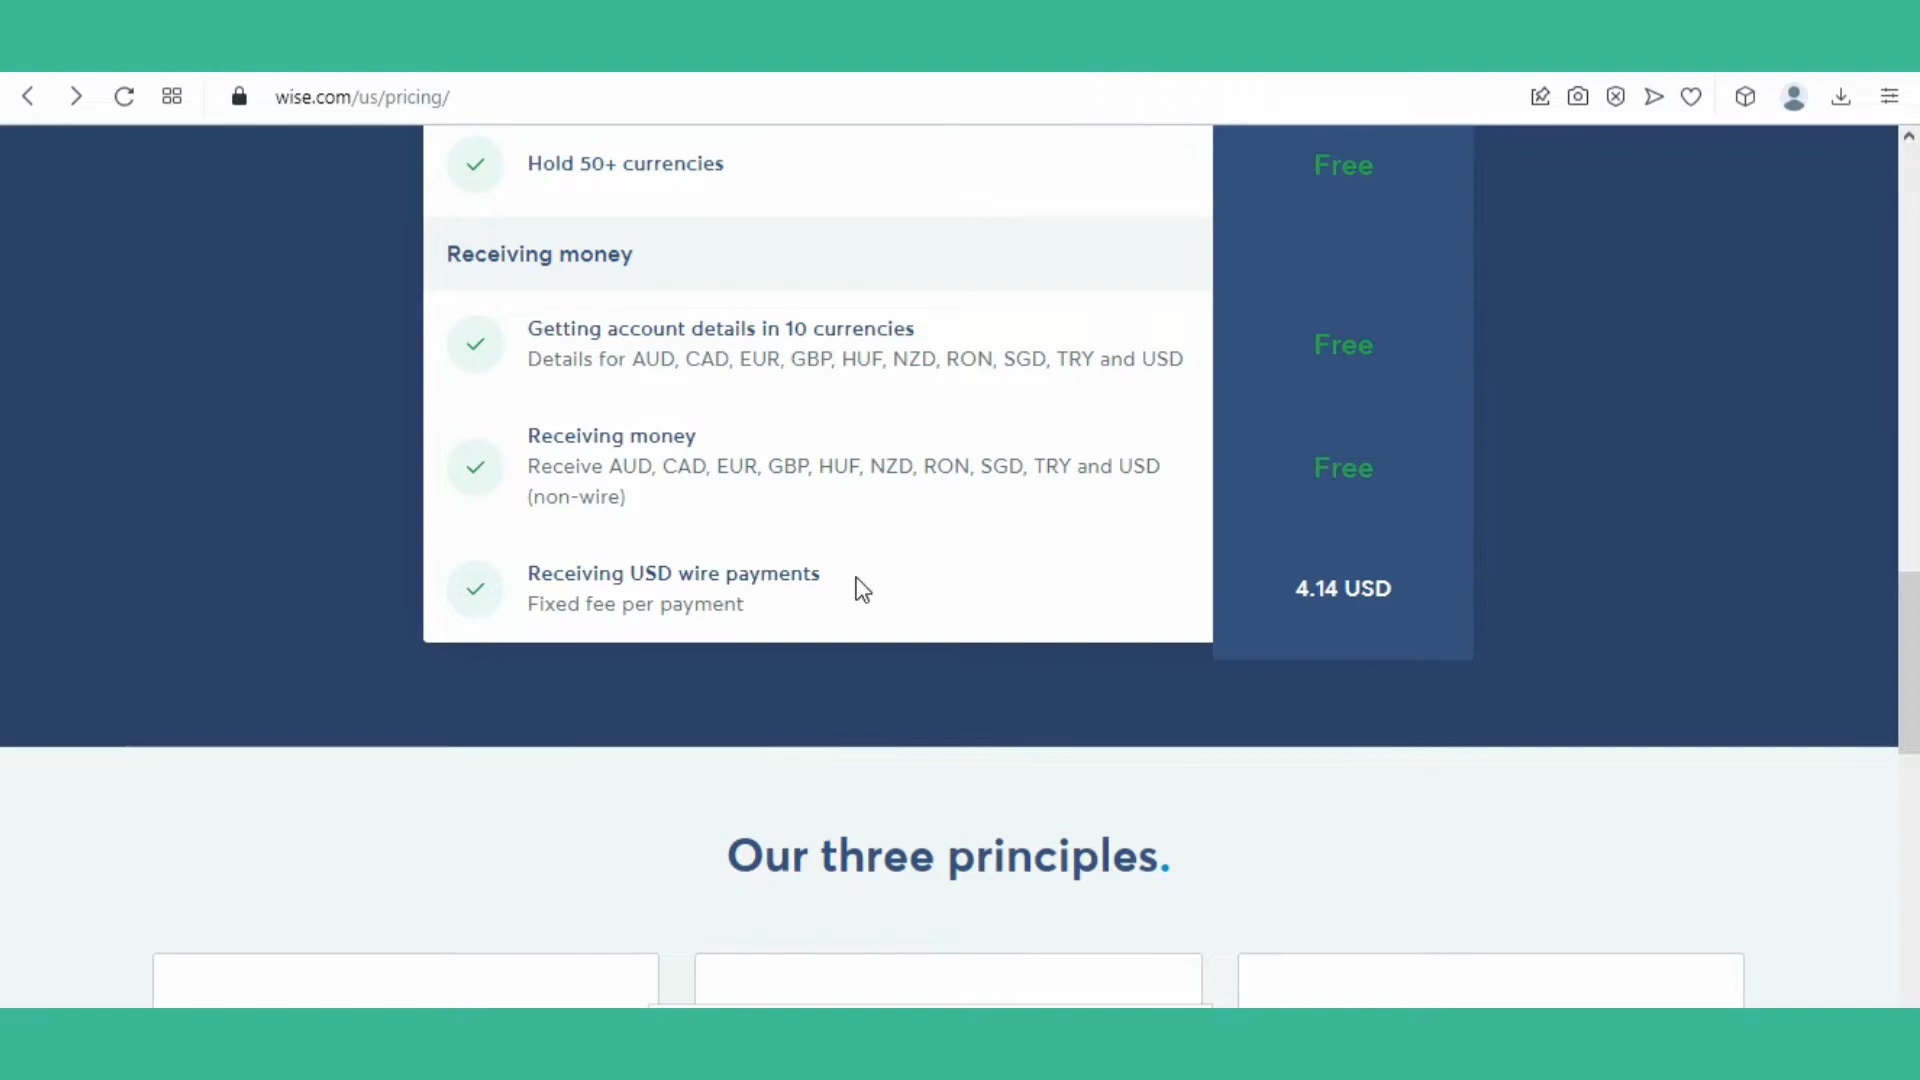 wise.com/us/pricing/
Hold 50+ currencies
Free
Receiving money
Getting account details in 10 currencies
Details for AUD, CAD, EUR, GBP, HUF, NZD, RON, SGD, TRY and USD
Free
Receiving money
Receive AUD, CAD, EUR, GBP, HUF, NZD, RON, SGD, TRY and USD
(non-wire)
Free
Receiving USD wire payments
Fixed fee per payment
4.14 USD
Our three principles.